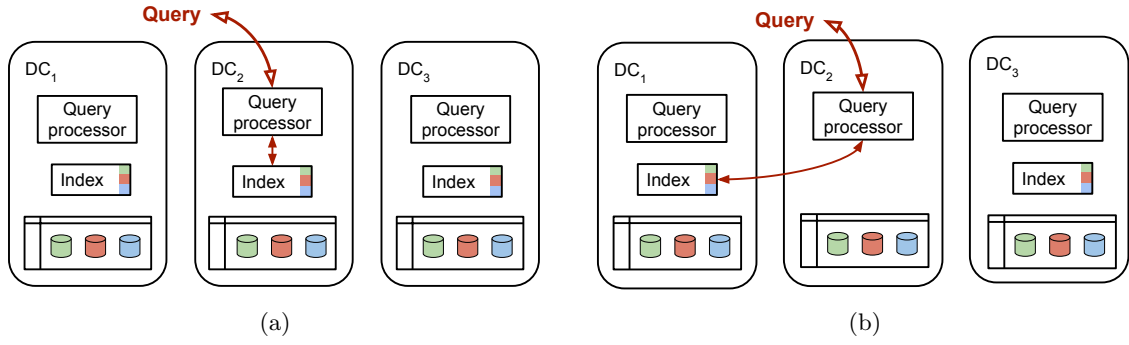 Query
DC1
Query
processor
Index
DC2
Query
processor
Index
DC3
Query
processor
Index
(a)
Query
DC1
Query
processor
Index
DC2
Query
processor
DC3
Query
processor
Index
(b)